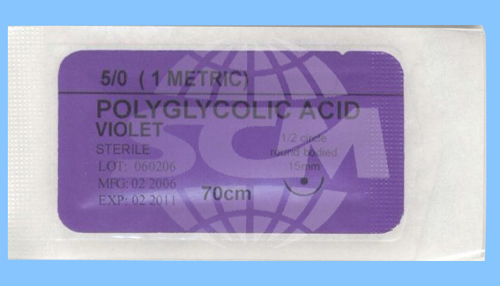 5/0 ( 1 METRIC)
POLYGLYCOLIC ACID
VIOLET
STERILE
LOT: 060206
MFG: 02 2006
EXP: 02 2011
70cm
1/2 circle
round bodied
15mm
SCM